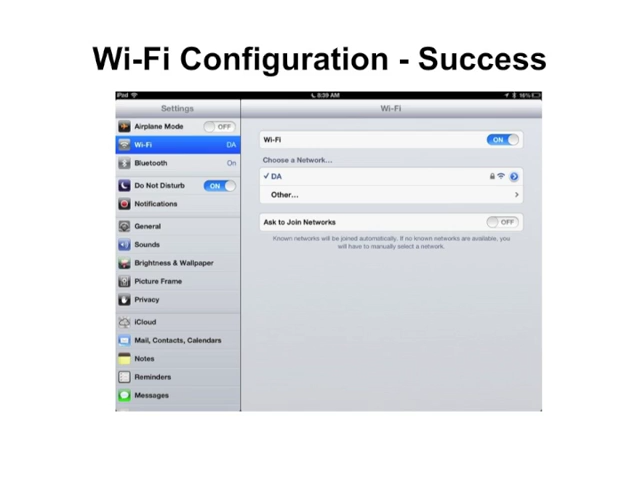 Wi-Fi Configuration - Success
iPad 8:39 AM
Settings Wi-Fi
Airplane Mode OFF
Wi-Fi DA
Wi-Fi ON
Bluetooth On
Choose a Network...
✓ DA
Do Not Disturb ON
Other...
Notifications
Ask to Join Networks OFF
General
Known networks will be joined automatically. If no known networks are available, you
will have to manually select a network.
Sounds
Brightness & Wallpaper
Picture Frame
Privacy
iCloud
Mail, Contacts, Calendars
Notes
Reminders
Messages